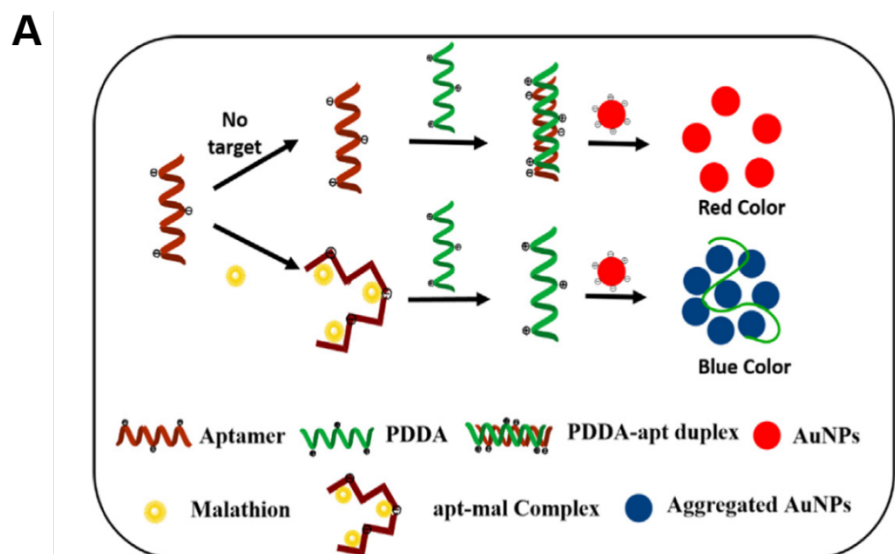 A
No
target
Red Color
Blue Color
Aptamer
PDDA
PDDA-apt duplex
AuNPs
Malathion
apt-mal Complex
Aggregated AuNPs